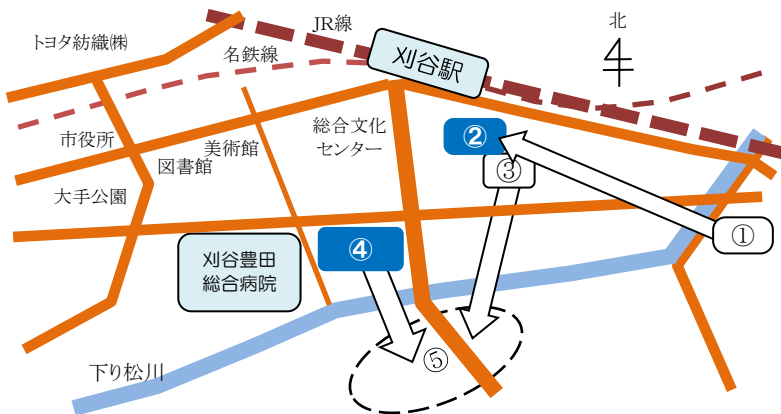 JR線
北
トヨタ紡織㈱
名鉄線
刈谷駅
市役所
図書館
美術館
総合文化
センター
②
③
大手公園
①
刈谷豊田
総合病院
④
⑤
下り松川